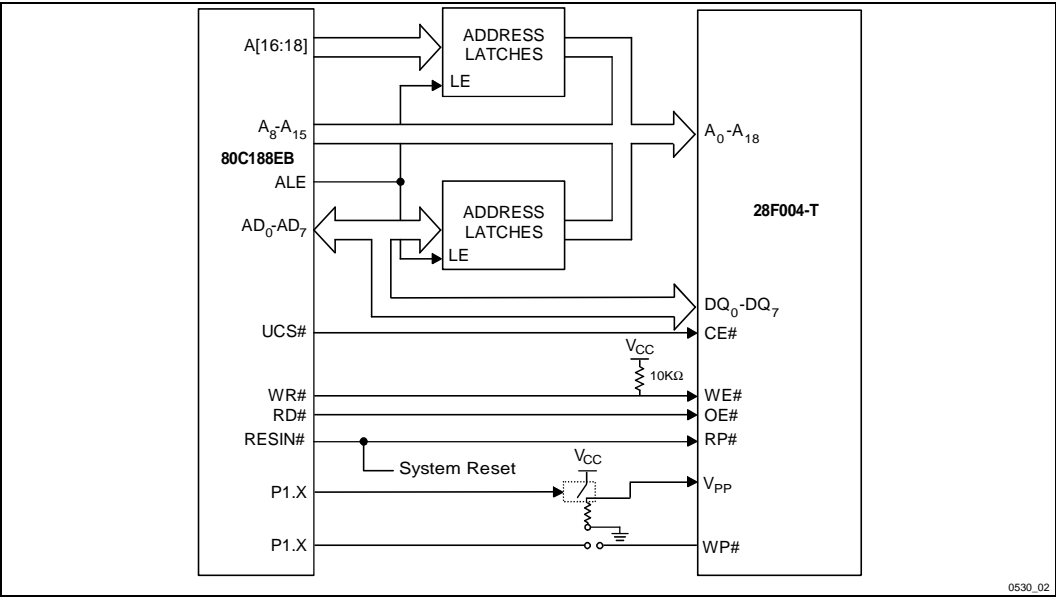 A[16:18]
ADDRESS
LATCHES
LE
A8-A15
A0-A18
80C188EB
ALE
28F004-T
ADDRESS
LATCHES
AD0-AD7
LE
DQ0-DQ7
UCS#
CE#
VCC
10KΩ
WR#
WE#
RD#
OE#
RESIN#
RP#
System Reset
VCC
P1.X
VPP
P1.X
WP#
0530_02